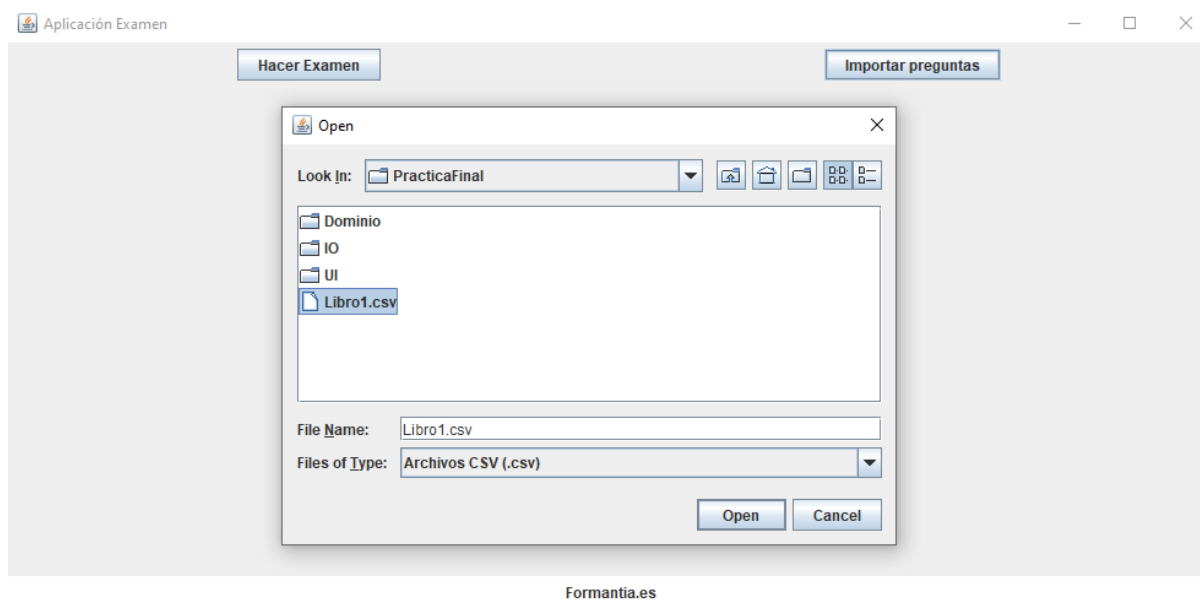 Aplicación Examen
Hacer Examen
Importar preguntas
Open
Look In:
PracticaFinal
Dominio
IO
UI
Libro1.csv
File Name:
Libro1.csv
Files of Type:
Archivos CSV (.csv)
Open
Cancel
Formantia.es